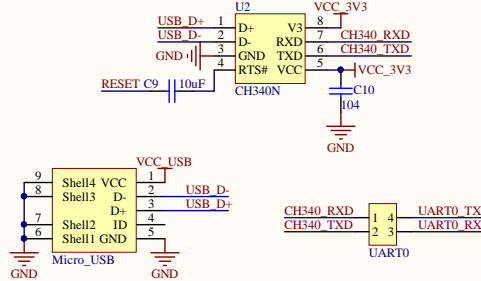 U2 VCC_3V3
USB_D+ 1 D+ V3 8
USB_D- 2 D- RXD 7 CH340_RXD
GND 3 GND TXD 6 CH340_TXD
4 RTS# VCC 5 VCC_3V3
RESET C9 10uF CH340N C10
104
GND
VCC_USB
9 Shell4 VCC 1
8 Shell3 D- 2 USB_D-
D+ 3 USB_D+
7 Shell2 ID 4
6 Shell1 GND 5
GND Micro_USB GND
CH340_RXD 1 4 UART0_TX
CH340_TXD 2 3 UART0_RX
UART0